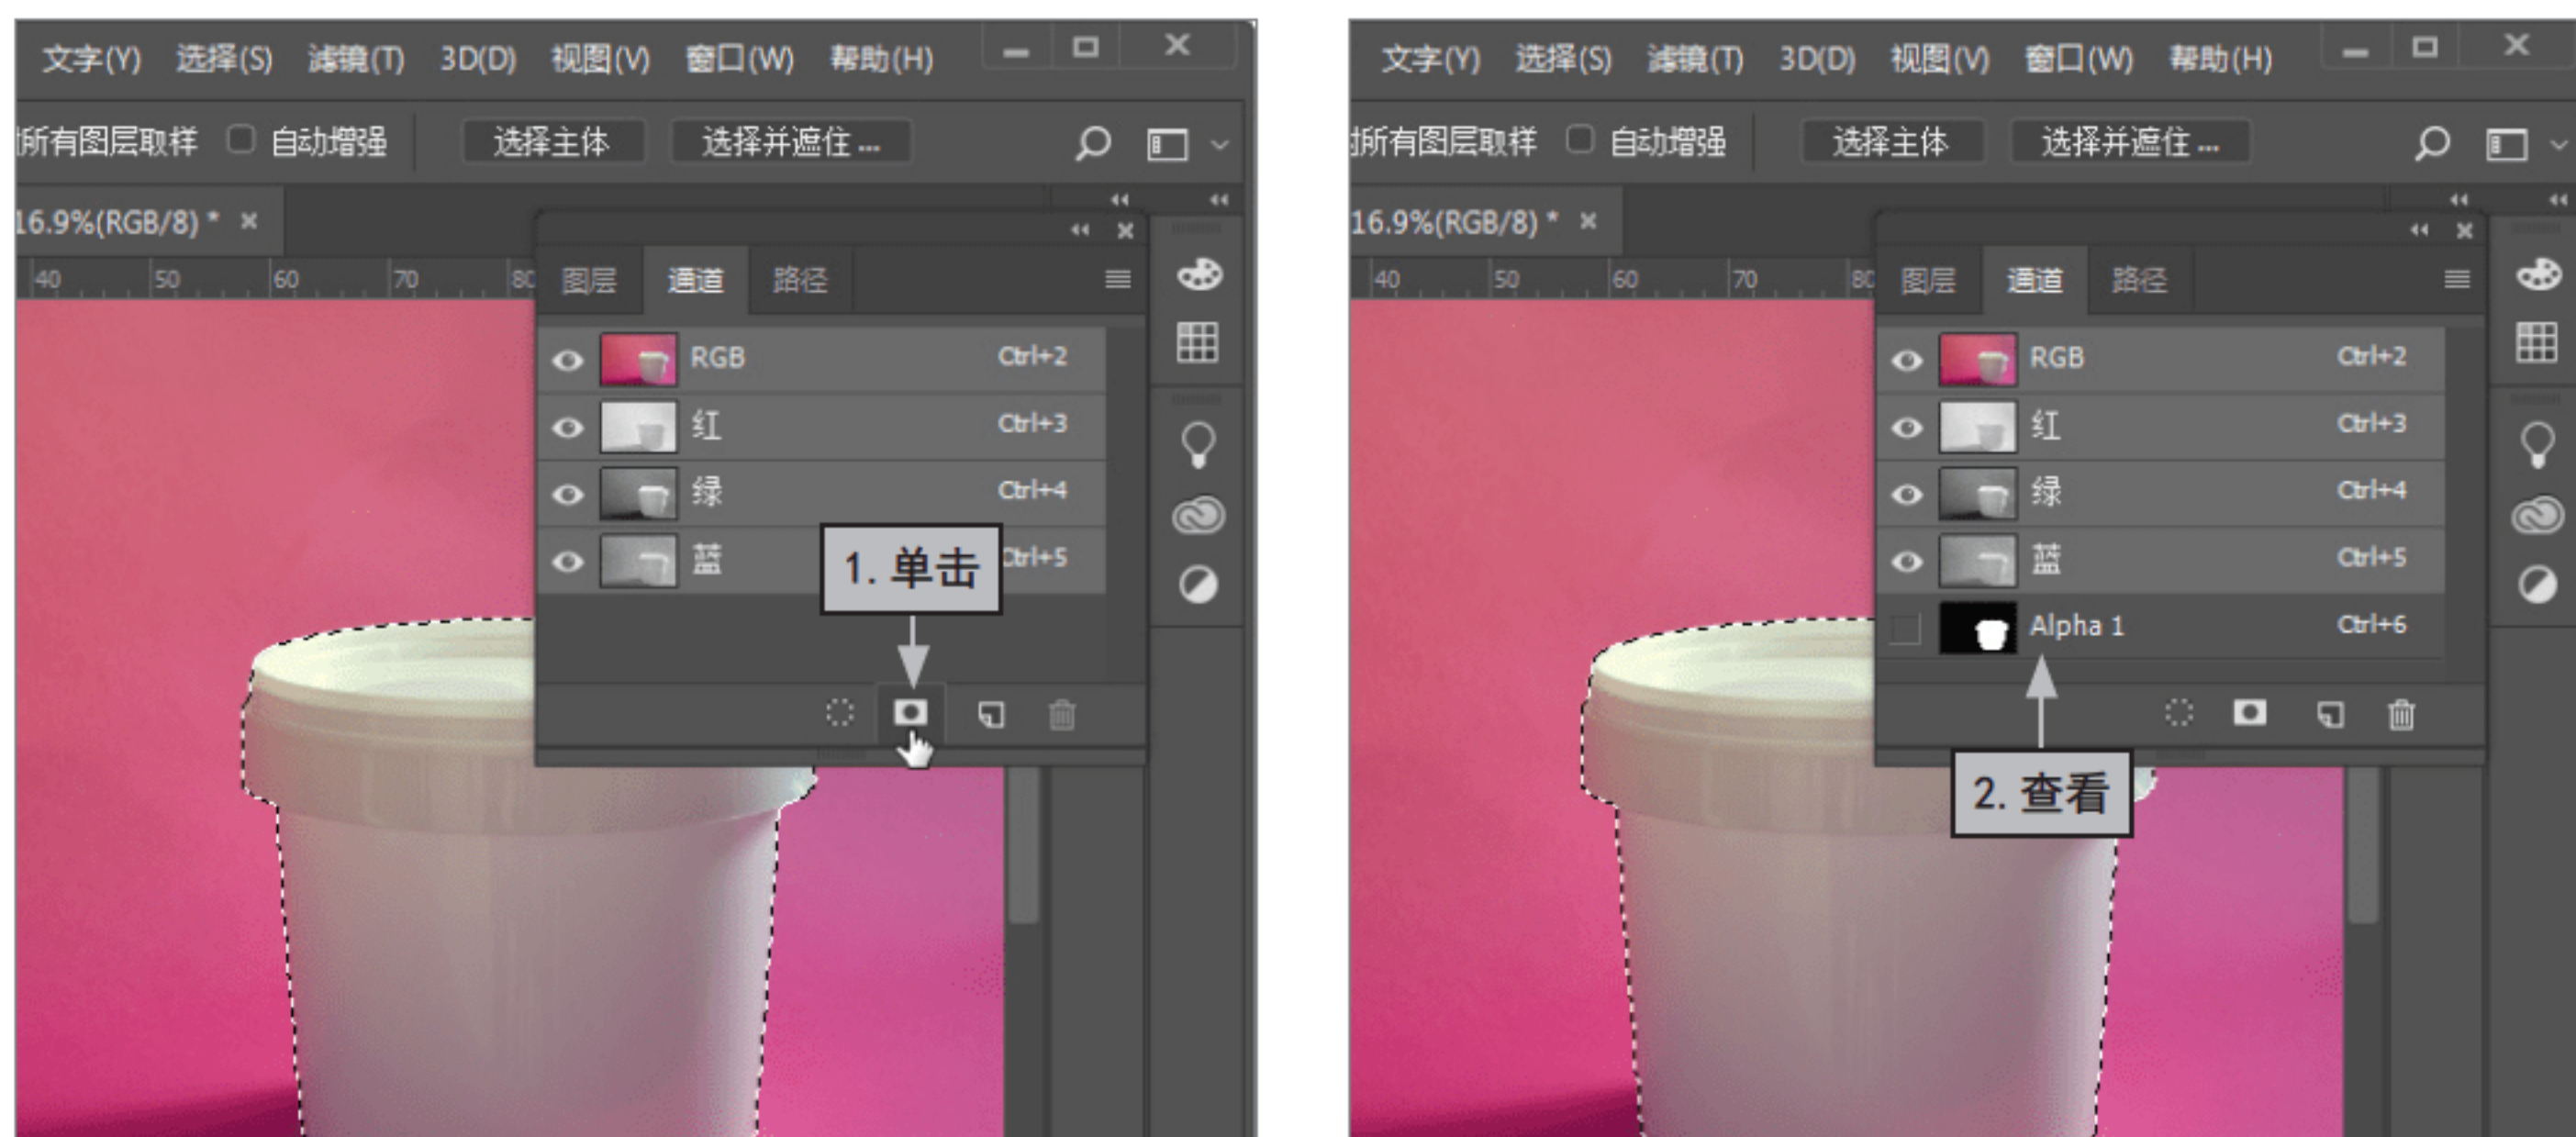 文字(Y) 选择(S) 滤镜(T) 3D(D) 视图(V) 窗口(W) 帮助(H)
所有图层取样 自动增强 选择主体 选择并遮住 ...
16.9%(RGB/8) * ×
40 50 60 70 80
图层 通道 路径
RGB Ctrl+2
红 Ctrl+3
绿 Ctrl+4
蓝 Ctrl+5
1. 单击
文字(Y) 选择(S) 滤镜(T) 3D(D) 视图(V) 窗口(W) 帮助(H)
所有图层取样 自动增强 选择主体 选择并遮住 ...
16.9%(RGB/8) * ×
40 50 60 70 80
图层 通道 路径
RGB Ctrl+2
红 Ctrl+3
绿 Ctrl+4
蓝 Ctrl+5
Alpha 1 Ctrl+6
2. 查看